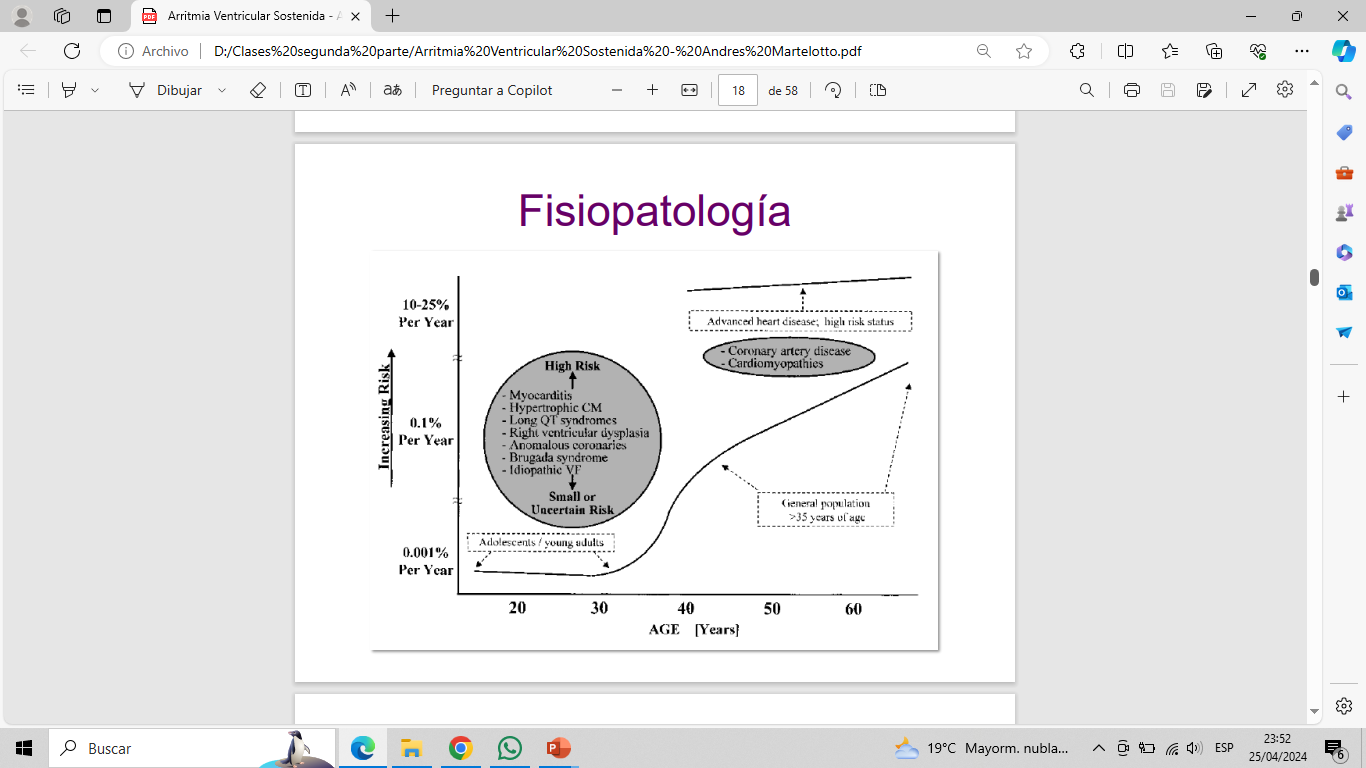 Arritmia Ventricular Sostenida - A
Archivo
D:/Clases%20segunda%20parte/Arritmia%20Ventricular%20Sostenida%20-%20Andres%20Martelotto.pdf
Dibujar
Preguntar a Copilot
18
de 58
Fisiopatología
10-25%
Per Year
0.1%
Per Year
0.001%
Per Year
Increasing Risk
Advanced heart disease; high risk status
- Coronary artery disease
- Cardiomyopathies
High Risk
- Myocarditis
- Hypertrophic CM
- Long QT syndromes
- Right ventricular dysplasia
- Anomalous coronaries
- Brugada syndrome
- Idiopathic VF
Small or
Uncertain Risk
General population
>35 years of age
Adolescents / young adults
20 30 40 50 60
AGE [Years]
Buscar
19°C Mayorm. nubla...
ESP
23:52
25/04/2024
6